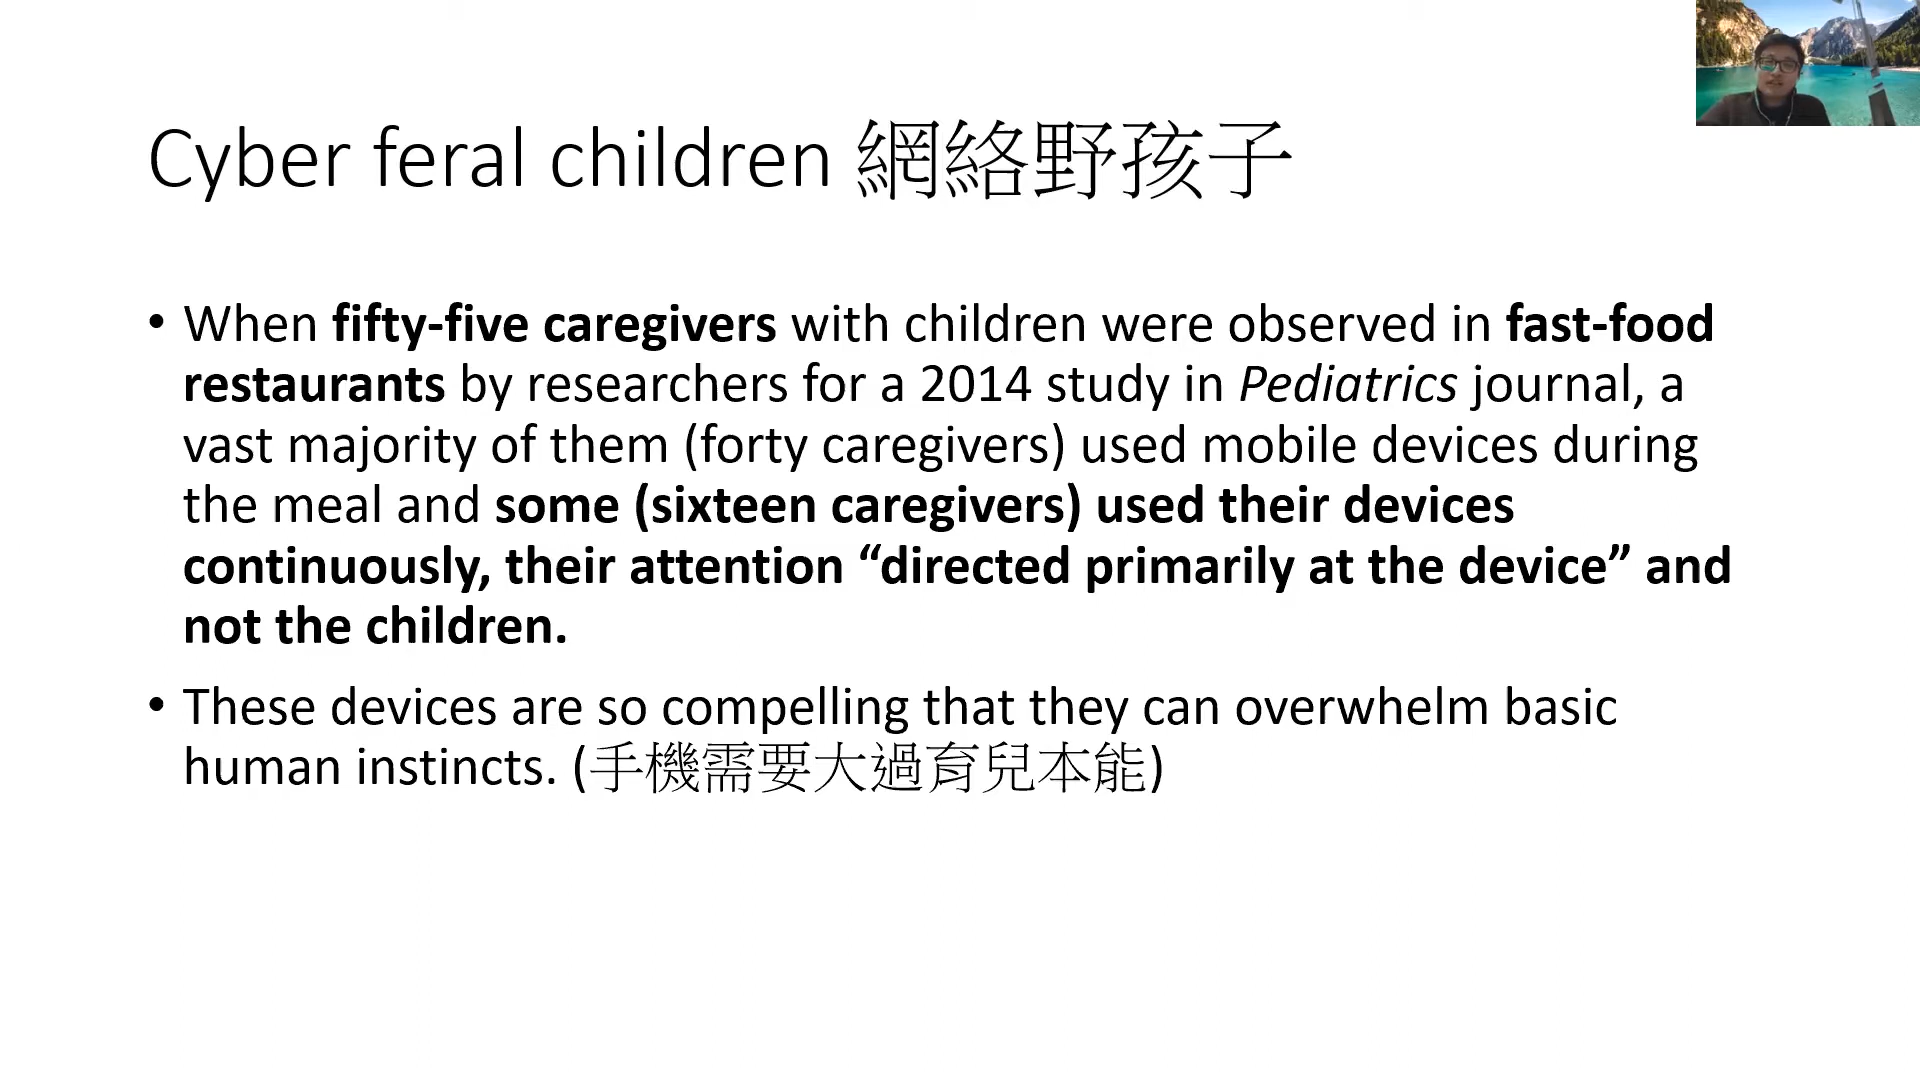 Cyber feral children 網絡野孩子
• When fifty-five caregivers with children were observed in fast-food
restaurants by researchers for a 2014 study in Pediatrics journal, a
vast majority of them (forty caregivers) used mobile devices during
the meal and some (sixteen caregivers) used their devices
continuously, their attention “directed primarily at the device” and
not the children.
• These devices are so compelling that they can overwhelm basic
human instincts. (手機需要大過育兒本能)